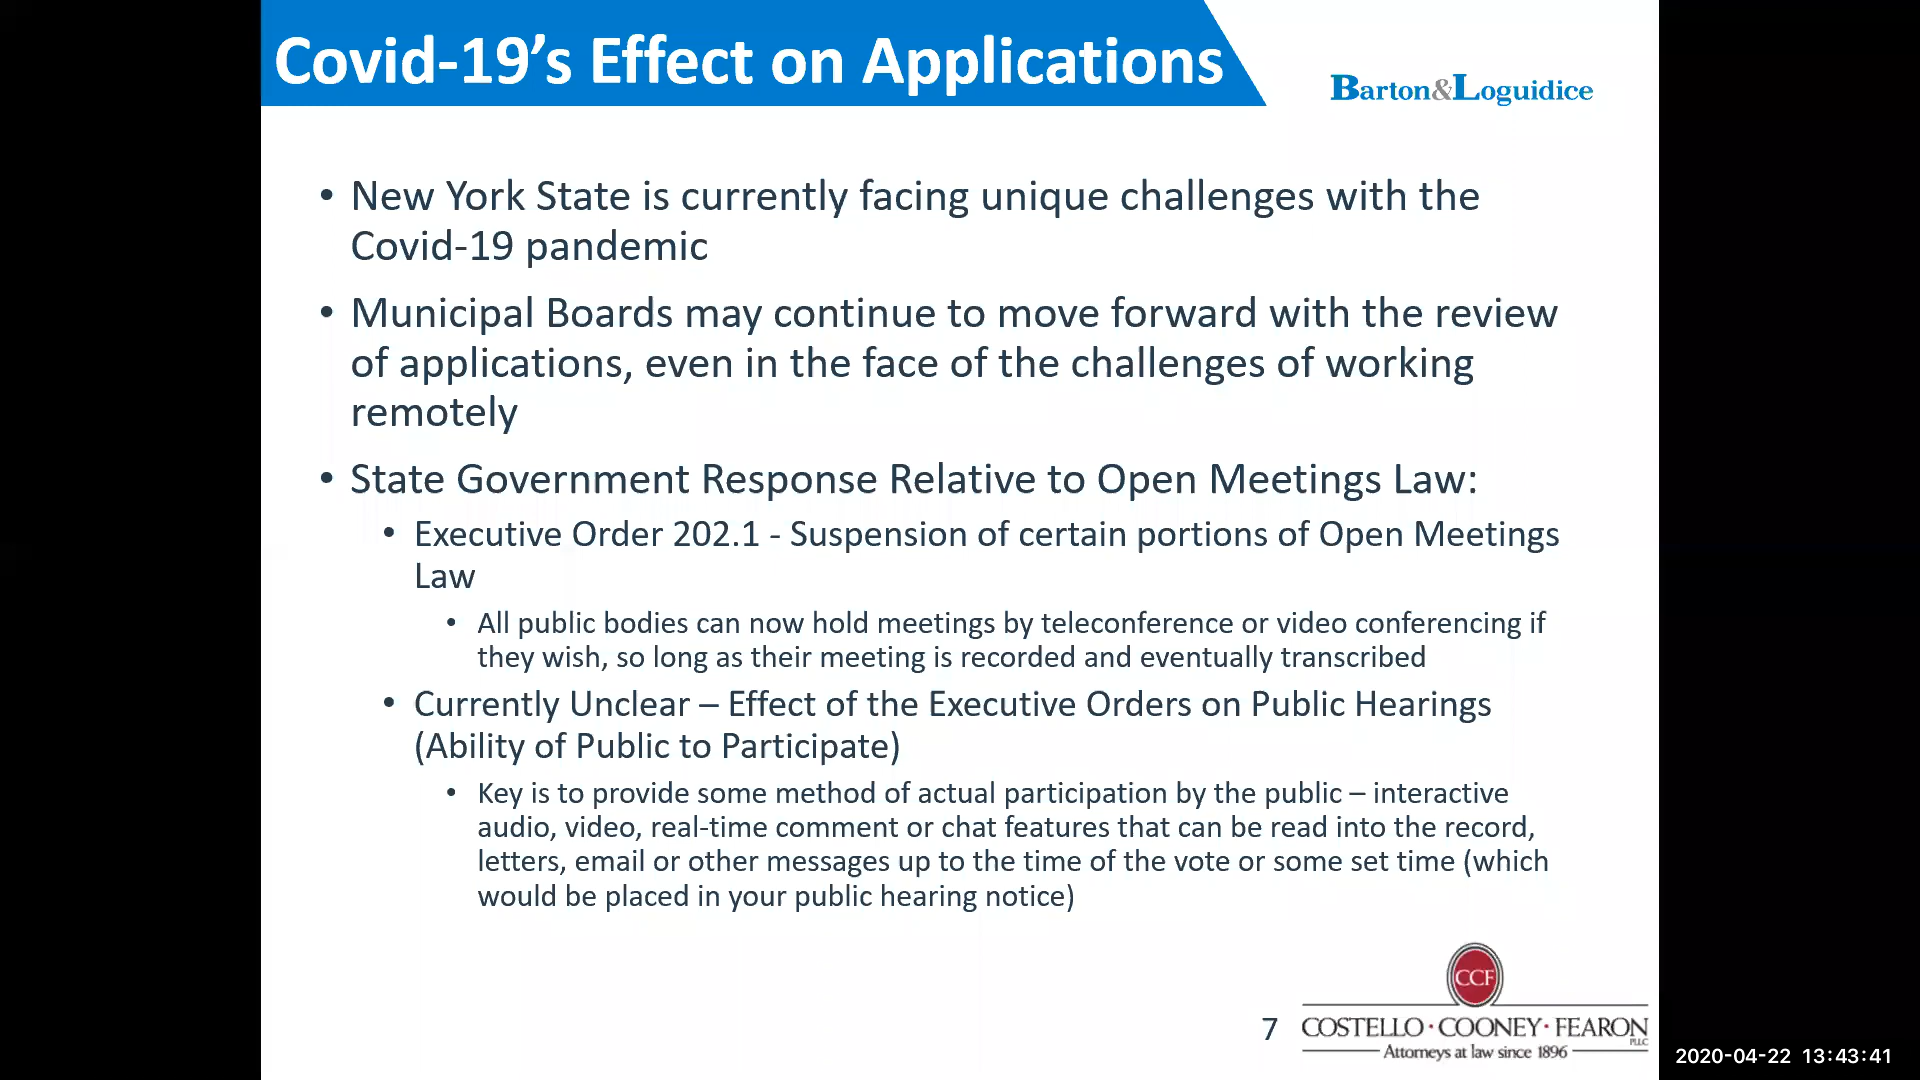 Covid-19’s Effect on Applications
Barton&Loguidice
• New York State is currently facing unique challenges with the
Covid-19 pandemic
• Municipal Boards may continue to move forward with the review
of applications, even in the face of the challenges of working
remotely
• State Government Response Relative to Open Meetings Law:
• Executive Order 202.1 - Suspension of certain portions of Open Meetings
Law
• All public bodies can now hold meetings by teleconference or video conferencing if
they wish, so long as their meeting is recorded and eventually transcribed
• Currently Unclear – Effect of the Executive Orders on Public Hearings
(Ability of Public to Participate)
• Key is to provide some method of actual participation by the public – interactive
audio, video, real-time comment or chat features that can be read into the record,
letters, email or other messages up to the time of the vote or some set time (which
would be placed in your public hearing notice)
CCF
7
COSTELLO · COONEY · FEARON
PLLC
Attorneys at law since 1896
2020-04-22 13:43:41